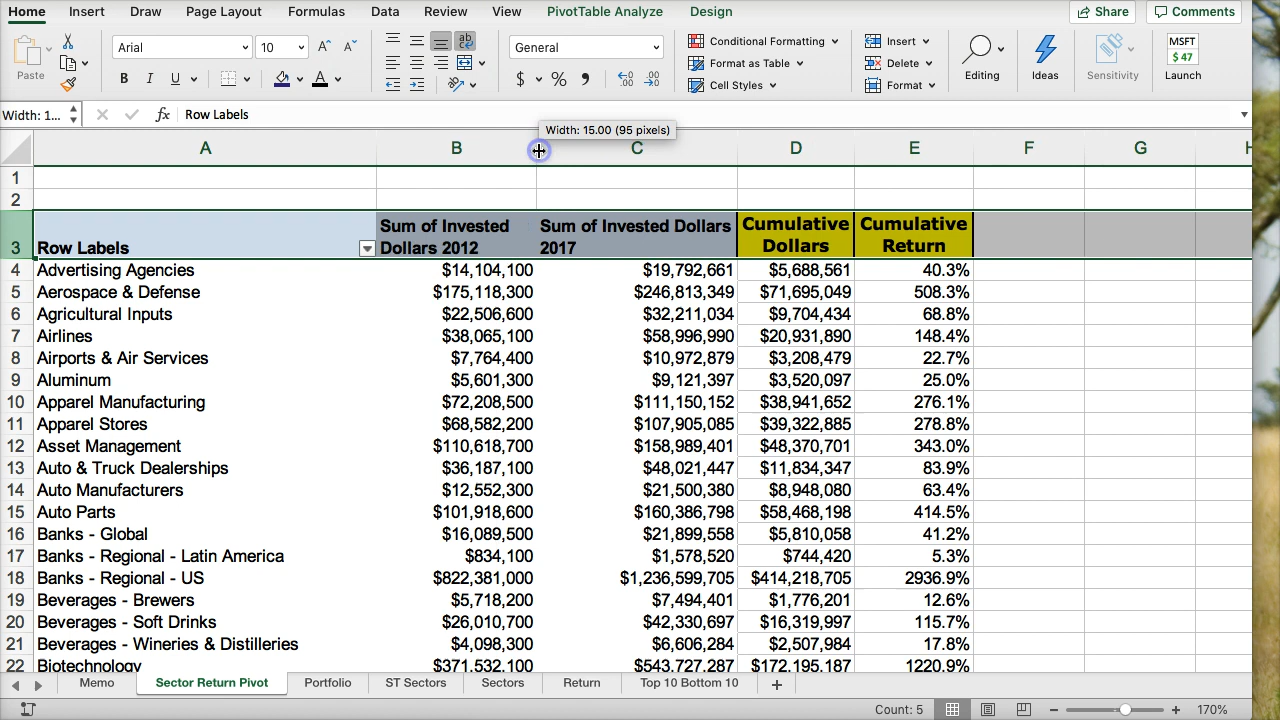 Home Insert Draw Page Layout Formulas Data Review View PivotTable Analyze Design Share Comments
Paste
Arial 10 A A
B I U A
ab
c
General
$ % 9
.00 .0
Conditional Formatting
Format as Table
Cell Styles
Insert
Delete
Format
Editing
Ideas
Sensitivity
MSFT
$ 47
Launch
Width: 1... fx Row Labels
Width: 15.00 (95 pixels)
A B C D E F G H
1
2
3 Row Labels Sum of Invested Dollars 2012 Sum of Invested Dollars 2017 Cumulative Dollars Cumulative Return
4 Advertising Agencies $14,104,100 $19,792,661 $5,688,561 40.3%
5 Aerospace & Defense $175,118,300 $246,813,349 $71,695,049 508.3%
6 Agricultural Inputs $22,506,600 $32,211,034 $9,704,434 68.8%
7 Airlines $38,065,100 $58,996,990 $20,931,890 148.4%
8 Airports & Air Services $7,764,400 $10,972,879 $3,208,479 22.7%
9 Aluminum $5,601,300 $9,121,397 $3,520,097 25.0%
10 Apparel Manufacturing $72,208,500 $111,150,152 $38,941,652 276.1%
11 Apparel Stores $68,582,200 $107,905,085 $39,322,885 278.8%
12 Asset Management $110,618,700 $158,989,401 $48,370,701 343.0%
13 Auto & Truck Dealerships $36,187,100 $48,021,447 $11,834,347 83.9%
14 Auto Manufacturers $12,552,300 $21,500,380 $8,948,080 63.4%
15 Auto Parts $101,918,600 $160,386,798 $58,468,198 414.5%
16 Banks - Global $16,089,500 $21,899,558 $5,810,058 41.2%
17 Banks - Regional - Latin America $834,100 $1,578,520 $744,420 5.3%
18 Banks - Regional - US $822,381,000 $1,236,599,705 $414,218,705 2936.9%
19 Beverages - Brewers $5,718,200 $7,494,401 $1,776,201 12.6%
20 Beverages - Soft Drinks $26,010,700 $42,330,697 $16,319,997 115.7%
21 Beverages - Wineries & Distilleries $4,098,300 $6,606,284 $2,507,984 17.8%
22 Biotechnology $371,532,100 $543,727,287 $172,195,187 1220.9%
Memo Sector Return Pivot Portfolio ST Sectors Sectors Return Top 10 Bottom 10 +
Count: 5 − + 170%